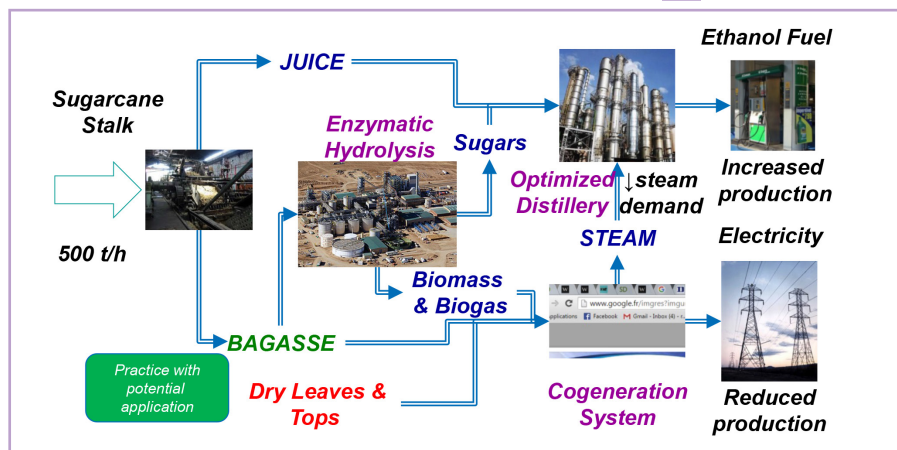 Ethanol Fuel
JUICE
Sugarcane
Stalk
Enzymatic
Hydrolysis
Sugars
Increased
production
Optimized
Distillery
↓steam
demand
500 t/h
STEAM
Electricity
Biomass
& Biogas
www.google.fr/imgres?imgu
pplications Facebook Gmail - Inbox (4) - r
BAGASSE
Practice with
potential
application
Dry Leaves &
Tops
Cogeneration
System
Reduced
production